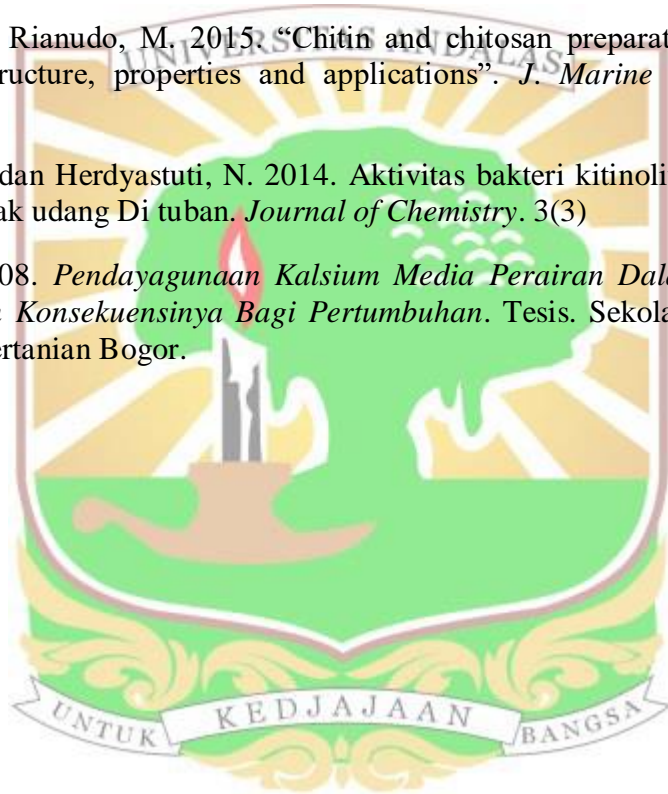 Rianudo, M. 2015. “Chitin and chitosan preparat
ructure, properties and applications”. J. Marine
dan Herdyastuti, N. 2014. Aktivitas bakteri kitinoli
ak udang Di tuban. Journal of Chemistry. 3(3)
08. Pendayagunaan Kalsium Media Perairan Dala
Konsekuensinya Bagi Pertumbuhan. Tesis. Sekola
ertanian Bogor.
UNIVERSITAS ANDALAS
UNTUK KEDJAJAAN BANGSA